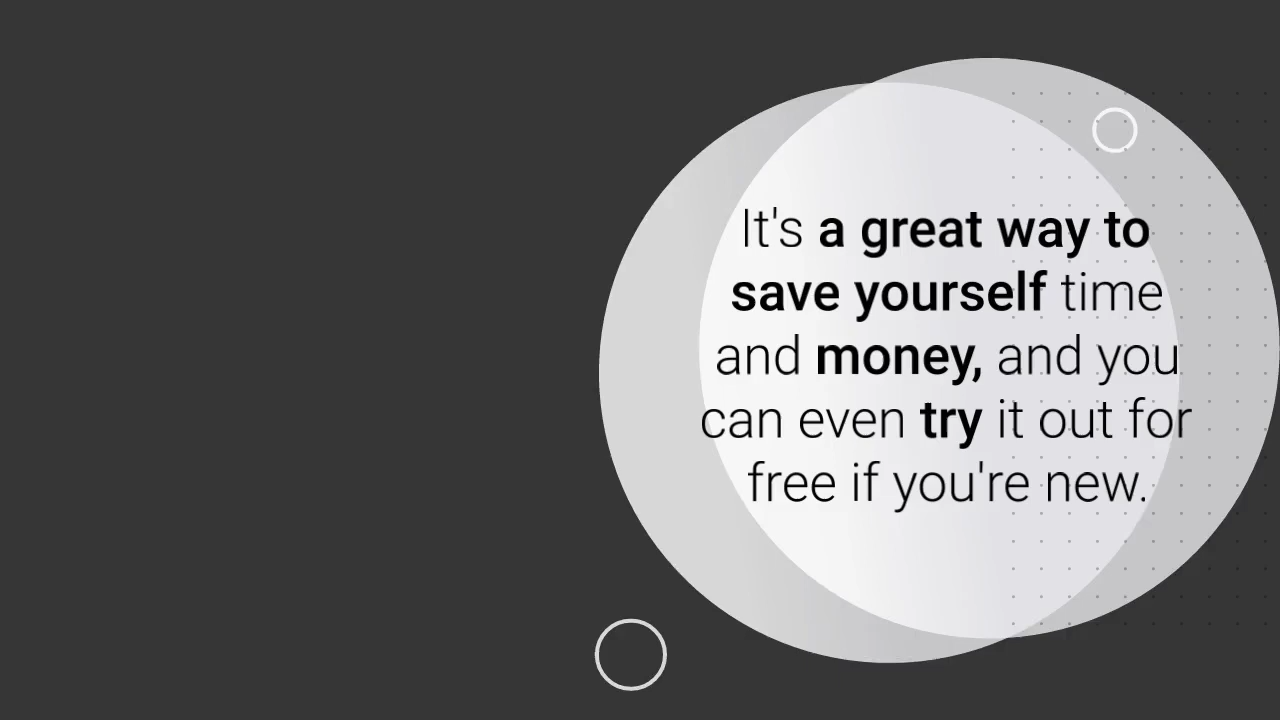 It's a great way to
save yourself time
and money, and you
can even try it out for
free if you're new.